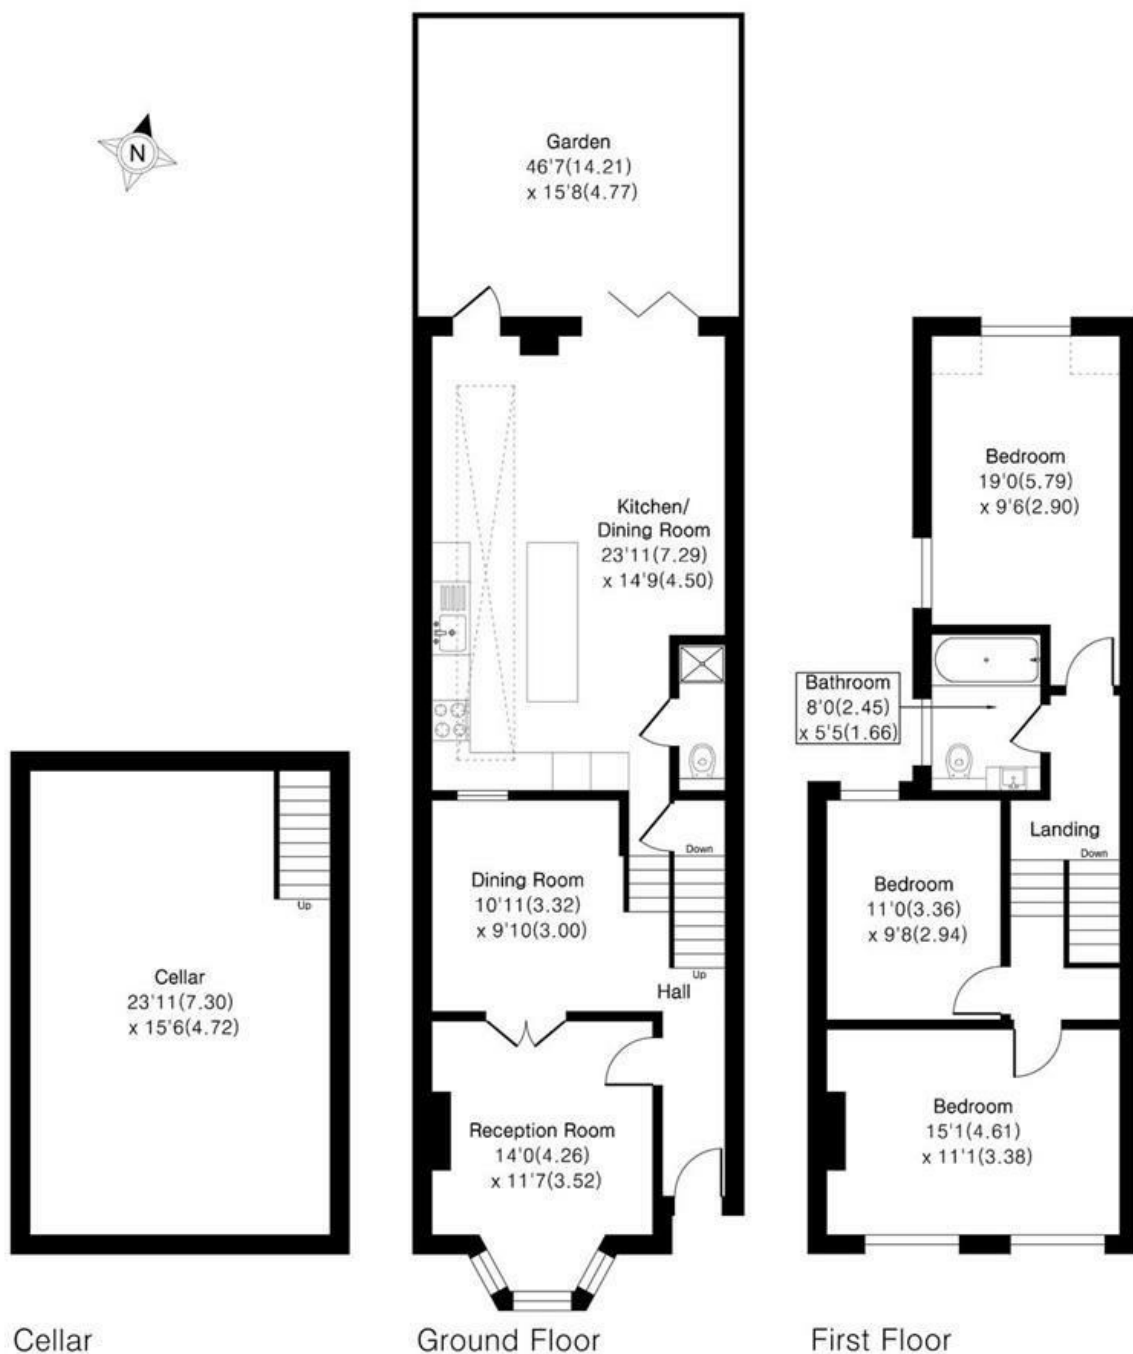 N
Garden
46'7(14.21)
x 15'8(4.77)
Kitchen/
Dining Room
23'11(7.29)
x 14'9(4.50)
Dining Room
10'11(3.32)
x 9'10(3.00)
Down
Up
Hall
Reception Room
14'0(4.26)
x 11'7(3.52)
Bedroom
19'0(5.79)
x 9'6(2.90)
Bathroom
8'0(2.45)
x 5'5(1.66)
Landing
Down
Bedroom
11'0(3.36)
x 9'8(2.94)
Bedroom
15'1(4.61)
x 11'1(3.38)
Up
Cellar
23'11(7.30)
x 15'6(4.72)
Cellar
Ground Floor
First Floor